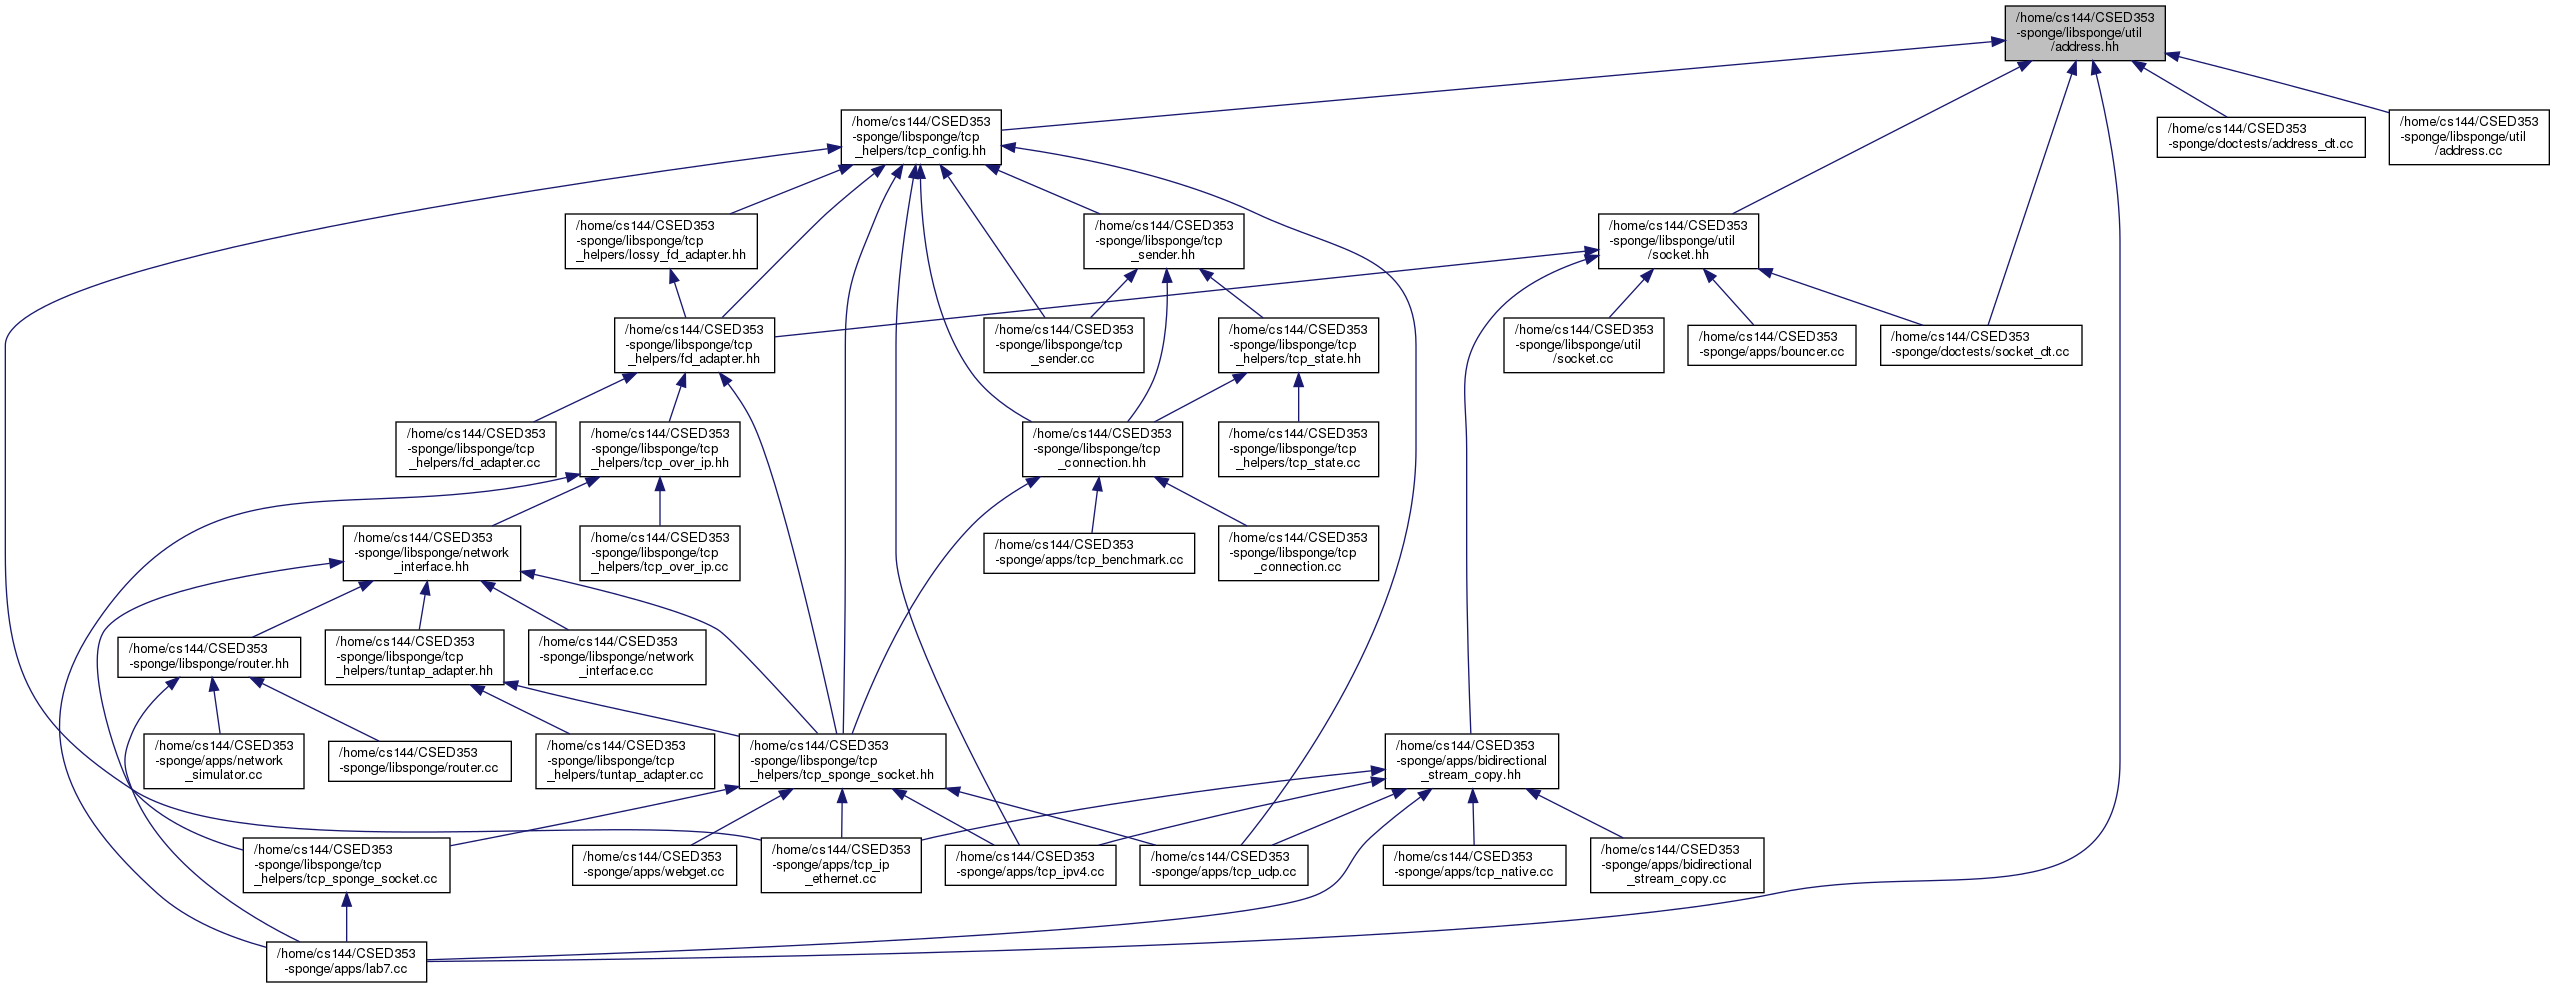 /home/cs144/CSED353
-sponge/libsponge/util
/address.hh
/home/cs144/CSED353
-sponge/libsponge/tcp
_helpers/tcp_config.hh
/home/cs144/CSED353
-sponge/doctests/address_dt.cc
/home/cs144/CSED353
-sponge/libsponge/util
/address.cc
/home/cs144/CSED353
-sponge/libsponge/tcp
_helpers/lossy_fd_adapter.hh
/home/cs144/CSED353
-sponge/libsponge/tcp
_sender.hh
/home/cs144/CSED353
-sponge/libsponge/util
/socket.hh
/home/cs144/CSED353
-sponge/libsponge/tcp
_helpers/fd_adapter.hh
/home/cs144/CSED353
-sponge/libsponge/tcp
_sender.cc
/home/cs144/CSED353
-sponge/libsponge/tcp
_helpers/tcp_state.hh
/home/cs144/CSED353
-sponge/libsponge/util
/socket.cc
/home/cs144/CSED353
-sponge/apps/bouncer.cc
/home/cs144/CSED353
-sponge/doctests/socket_dt.cc
/home/cs144/CSED353
-sponge/libsponge/tcp
_helpers/fd_adapter.cc
/home/cs144/CSED353
-sponge/libsponge/tcp
_helpers/tcp_over_ip.hh
/home/cs144/CSED353
-sponge/libsponge/tcp
_connection.hh
/home/cs144/CSED353
-sponge/libsponge/tcp
_helpers/tcp_state.cc
/home/cs144/CSED353
-sponge/libsponge/network
_interface.hh
/home/cs144/CSED353
-sponge/libsponge/tcp
_helpers/tcp_over_ip.cc
/home/cs144/CSED353
-sponge/apps/tcp_benchmark.cc
/home/cs144/CSED353
-sponge/libsponge/tcp
_connection.cc
/home/cs144/CSED353
-sponge/libsponge/router.hh
/home/cs144/CSED353
-sponge/libsponge/tcp
_helpers/tuntap_adapter.hh
/home/cs144/CSED353
-sponge/libsponge/network
_interface.cc
/home/cs144/CSED353
-sponge/apps/network
_simulator.cc
/home/cs144/CSED353
-sponge/libsponge/router.cc
/home/cs144/CSED353
-sponge/libsponge/tcp
_helpers/tuntap_adapter.cc
/home/cs144/CSED353
-sponge/libsponge/tcp
_helpers/tcp_sponge_socket.hh
/home/cs144/CSED353
-sponge/apps/bidirectional
_stream_copy.hh
/home/cs144/CSED353
-sponge/libsponge/tcp
_helpers/tcp_sponge_socket.cc
/home/cs144/CSED353
-sponge/apps/webget.cc
/home/cs144/CSED353
-sponge/apps/tcp_ip
_ethernet.cc
/home/cs144/CSED353
-sponge/apps/tcp_ipv4.cc
/home/cs144/CSED353
-sponge/apps/tcp_udp.cc
/home/cs144/CSED353
-sponge/apps/tcp_native.cc
/home/cs144/CSED353
-sponge/apps/bidirectional
_stream_copy.cc
/home/cs144/CSED353
-sponge/apps/lab7.cc